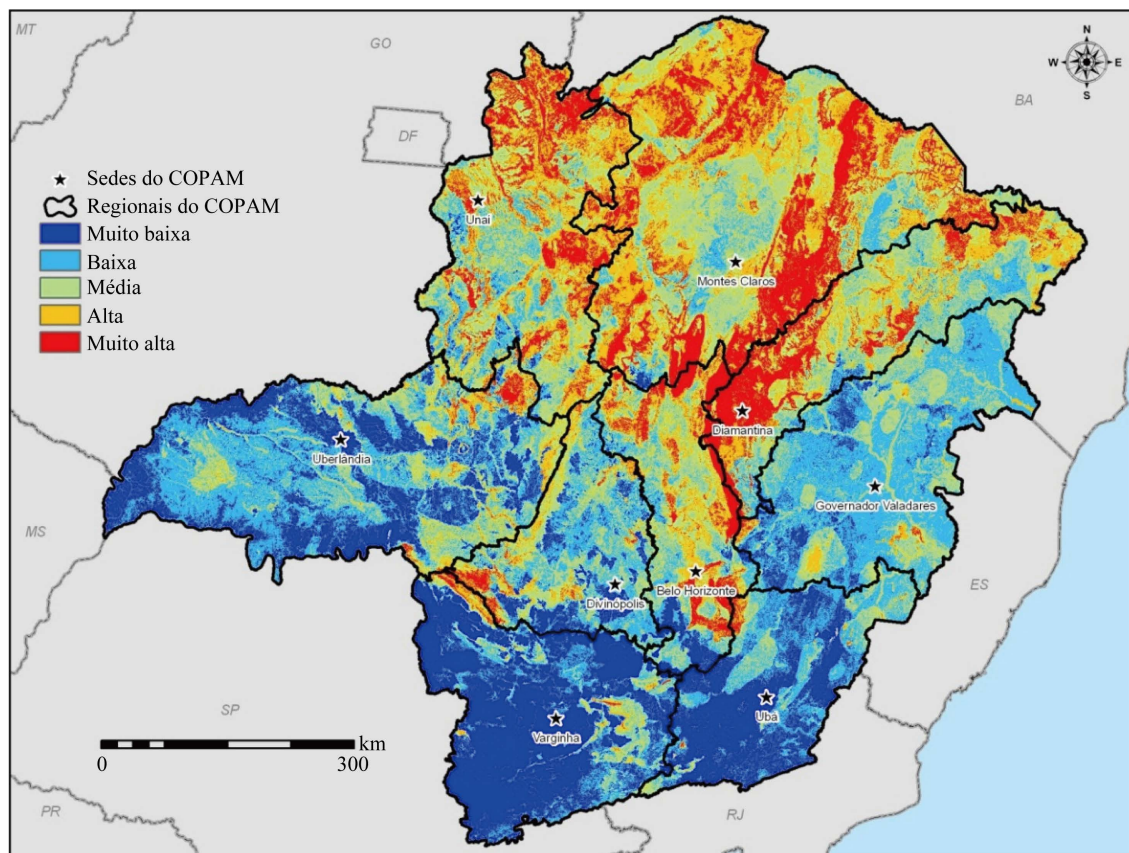 MT
GO
N
W
E
S
BA
DF
Sedes do COPAM
Regionais do COPAM
Muito baixa
Baixa
Média
Alta
Muito alta
Unaí
Montes Claros
Diamantina
Uberlândia
Governador Valadares
MS
Belo Horizonte
Divinópolis
ES
SP
Ubá
Varginha
km
0
300
PR
RJ